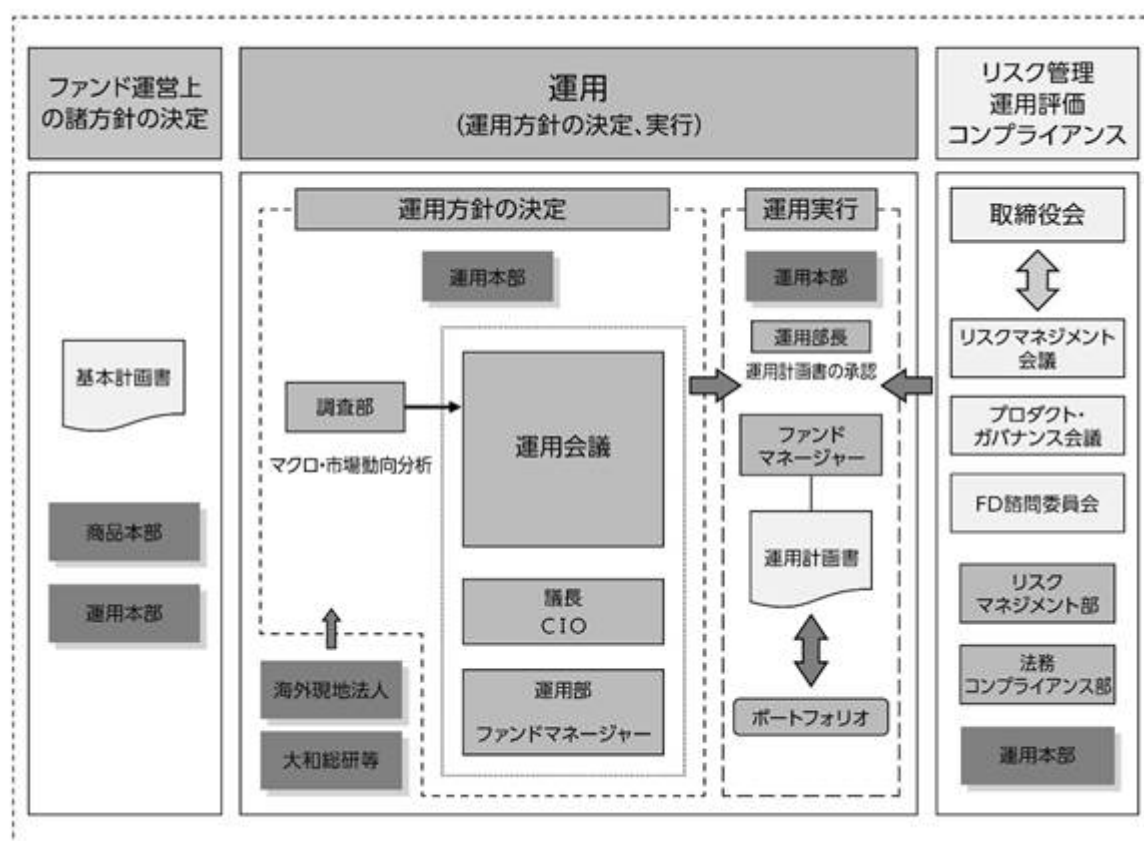 ファンド運営上
の諸方針の決定
基本計画書
商品本部
運用本部
運用
(運用方針の決定、実行)
運用方針の決定
運用本部
調査部
マクロ・市場動向分析
運用会議
議長
CIO
運用部
ファンドマネージャー
海外現地法人
大和総研等
運用実行
運用本部
運用部長
運用計画書の承認
ファンド
マネージャー
運用計画書
ポートフォリオ
リスク管理
運用評価
コンプライアンス
取締役会
リスクマネジメント
会議
プロダクト・
ガバナンス会議
FD諮問委員会
リスク
マネジメント部
法務
コンプライアンス部
運用本部